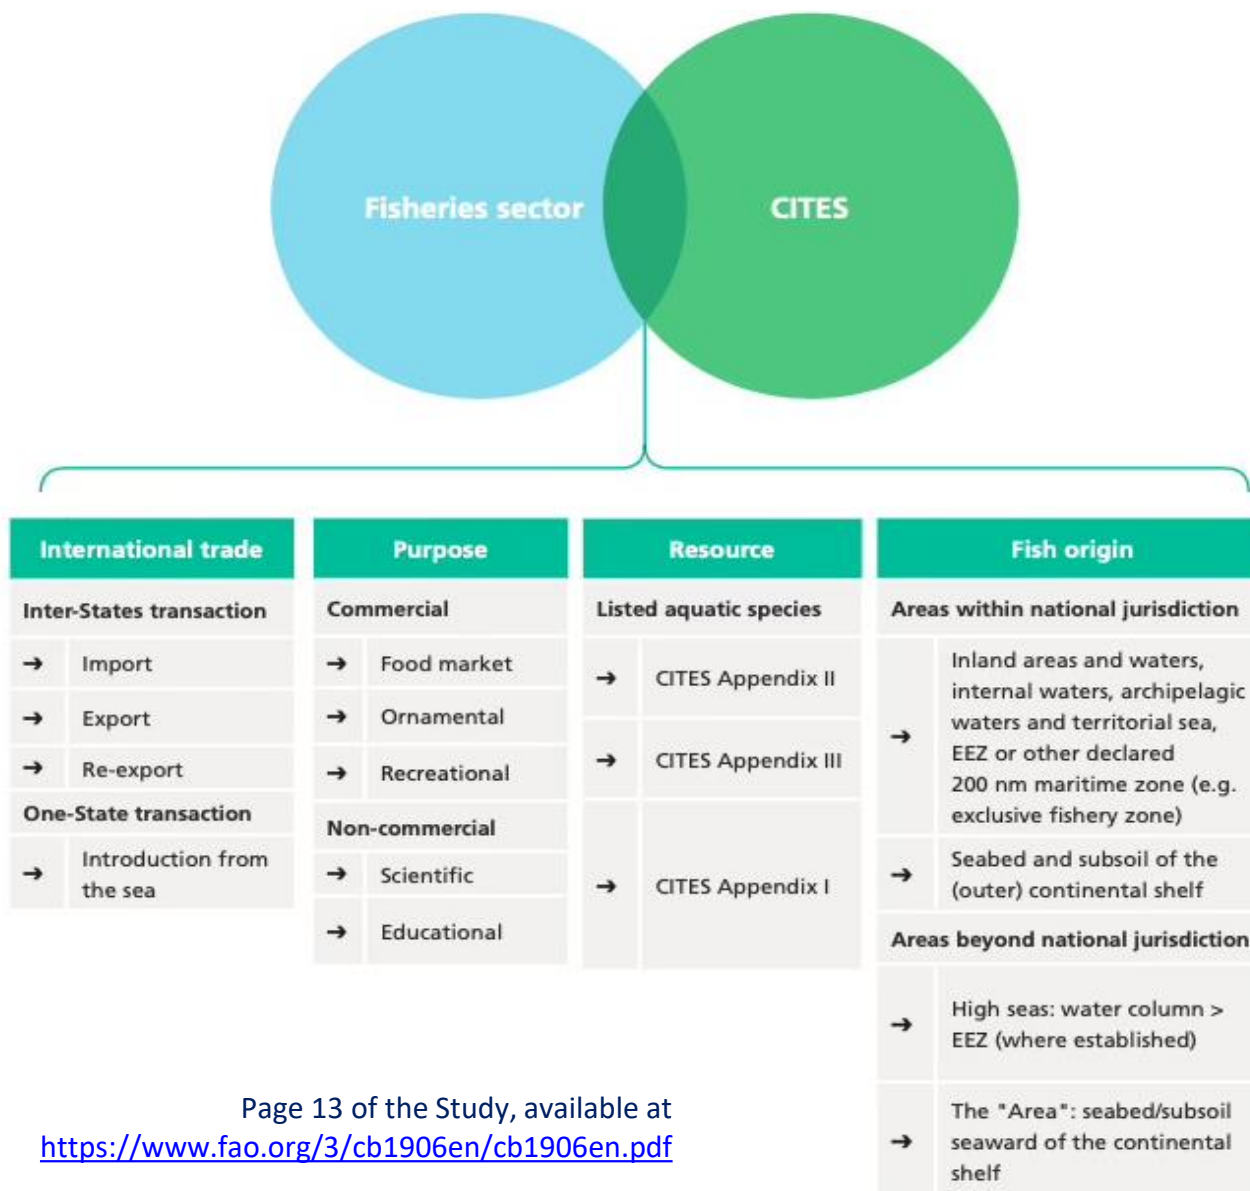 Fisheries sector
CITES
International trade
Inter-States transaction
→ Import
→ Export
→ Re-export
One-State transaction
→ Introduction from
the sea
Purpose
Commercial
→ Food market
→ Ornamental
→ Recreational
Non-commercial
→ Scientific
→ Educational
Resource
Listed aquatic species
→ CITES Appendix II
→ CITES Appendix III
→ CITES Appendix I
Fish origin
Areas within national jurisdiction
→ Inland areas and waters,
internal waters, archipelagic
waters and territorial sea,
EEZ or other declared
200 nm maritime zone (e.g.
exclusive fishery zone)
→ Seabed and subsoil of the
(outer) continental shelf
Areas beyond national jurisdiction
→ High seas: water column >
EEZ (where established)
→ The "Area": seabed/subsoil
seaward of the continental
shelf
Page 13 of the Study, available at
https://www.fao.org/3/cb1906en/cb1906en.pdf